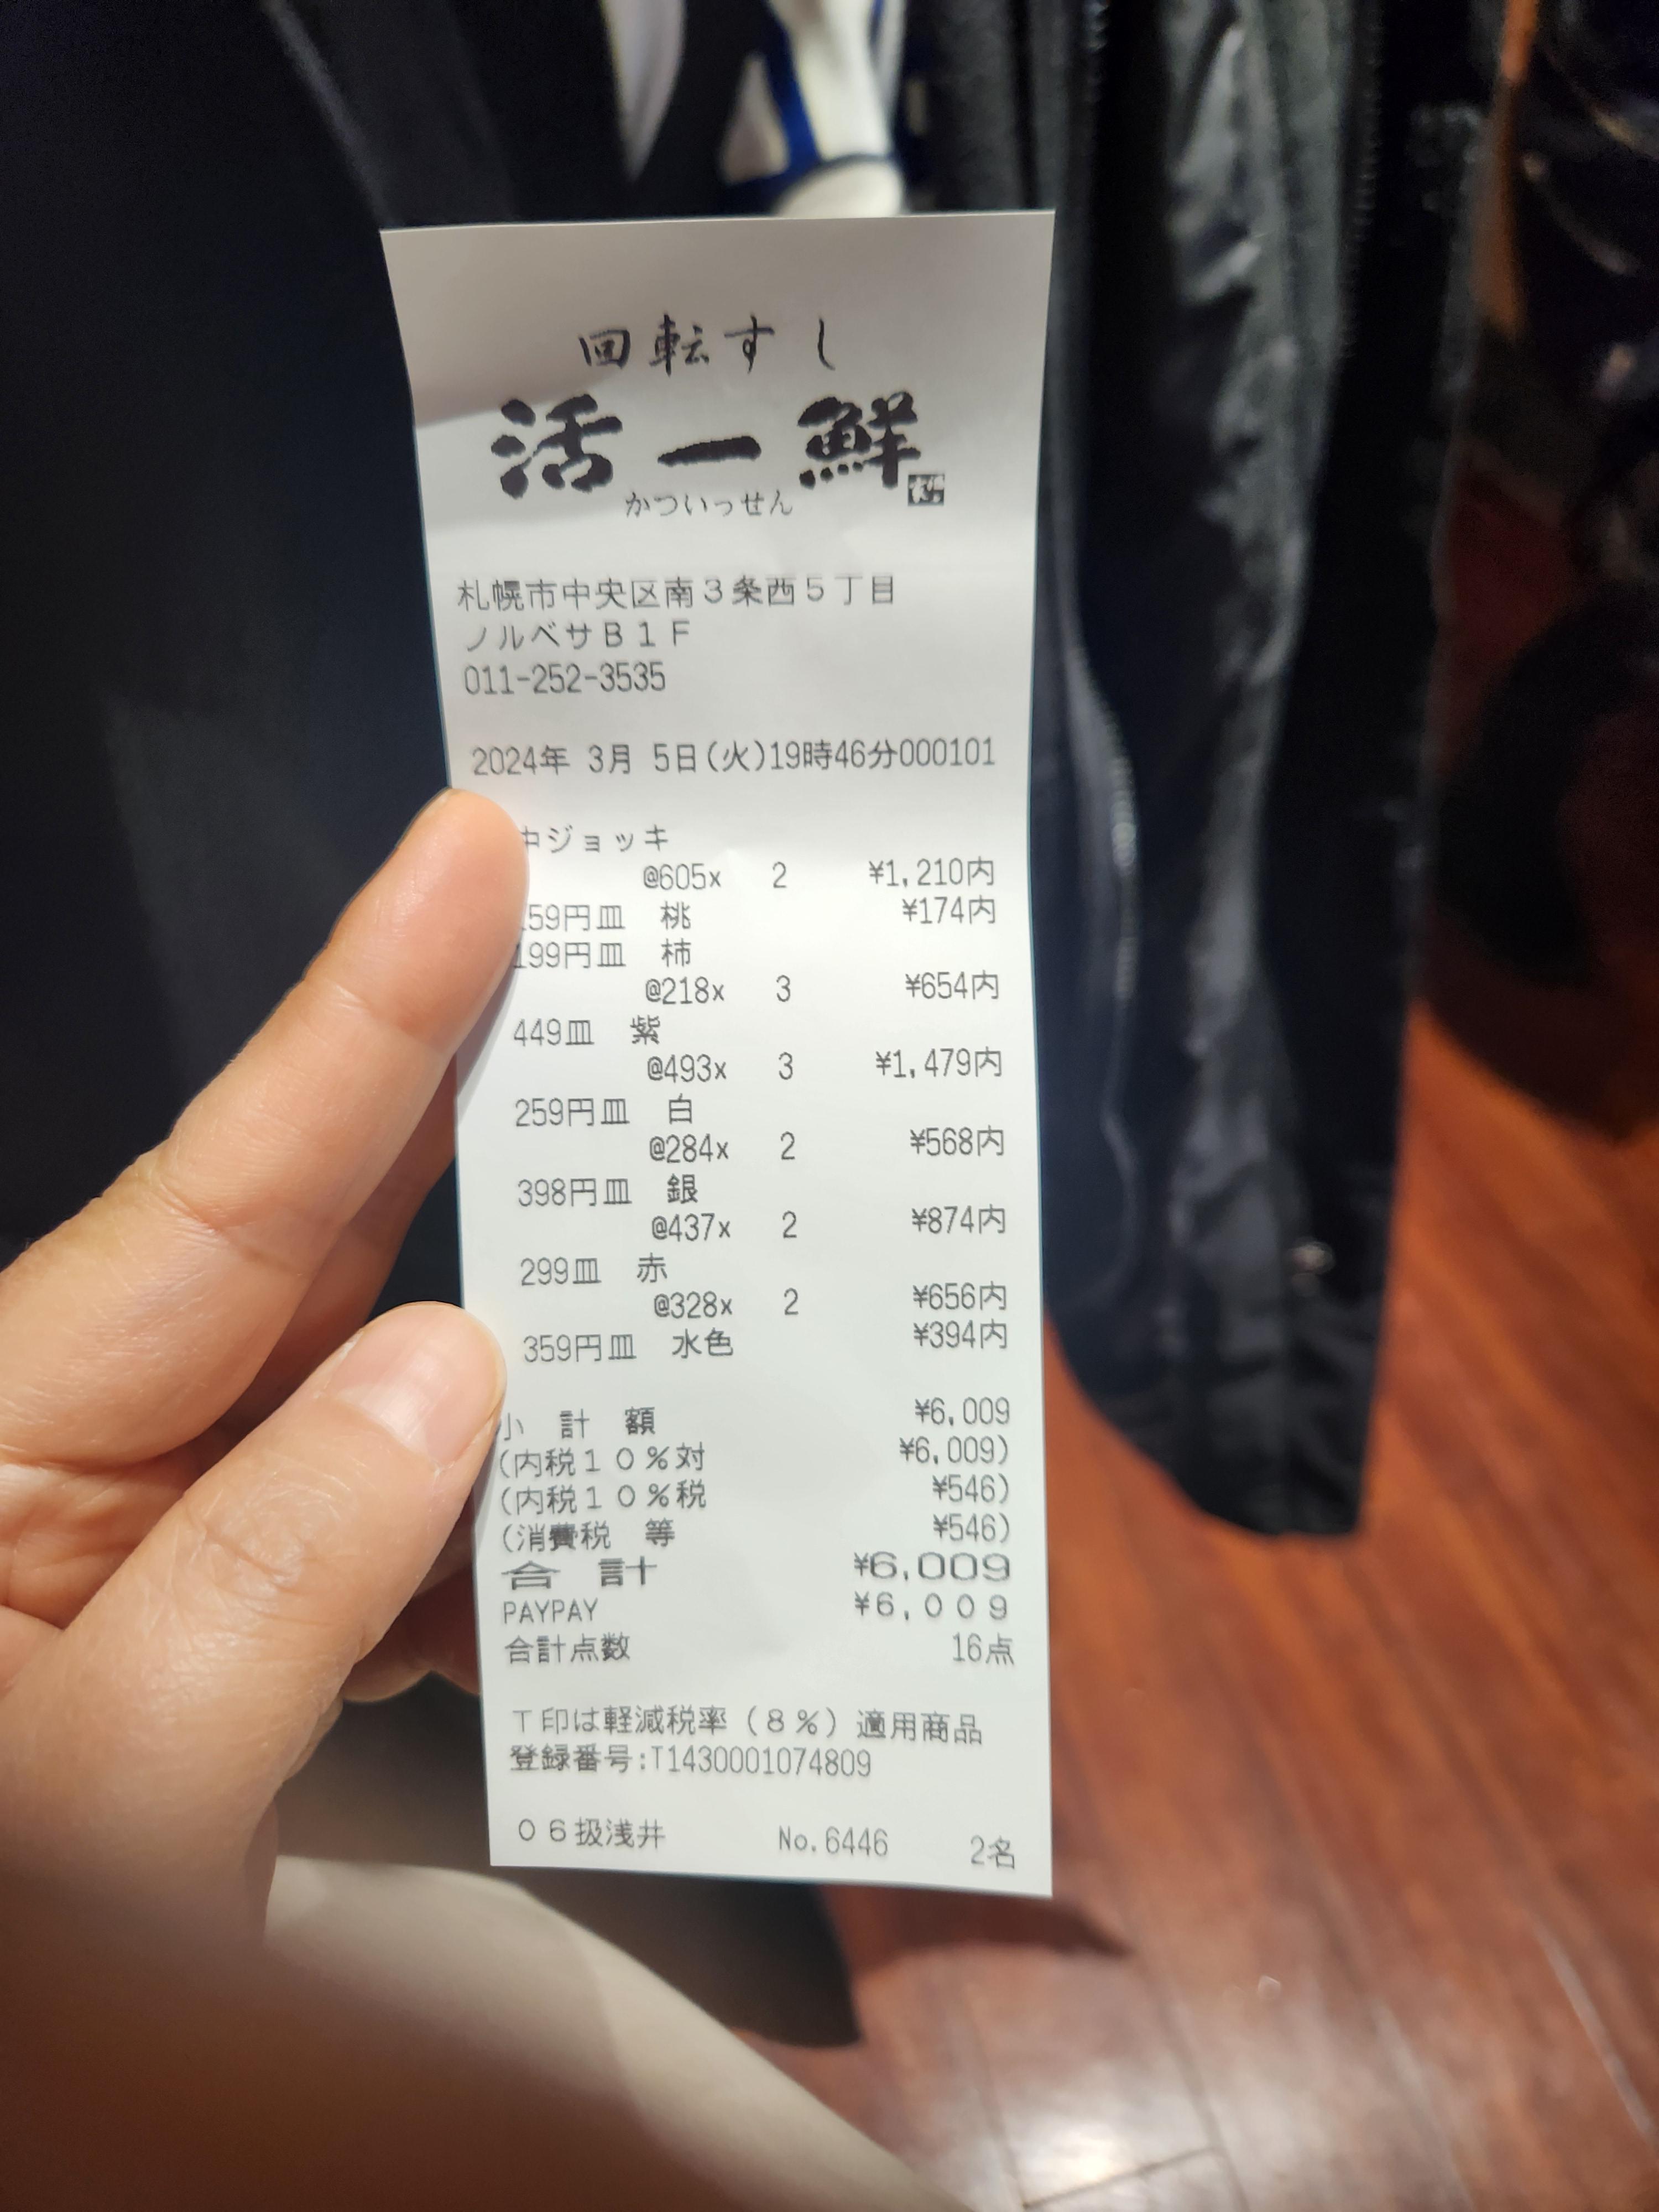 回転すし
活一鮮
かついっせん
札幌市中央区南3条西5丁目
ノルベサB1F
011-252-3535
2024年 3月 5日(火)19時46分000101
中ジョッキ
@605x 2 ¥1,210内
159円皿 桃 ¥174内
199円皿 柿
@218x 3 ¥654内
449皿 紫
@493x 3 ¥1,479内
259円皿 白
@284x 2 ¥568内
398円皿 銀
@437x 2 ¥874内
299皿 赤
@328x 2 ¥656内
359円皿 水色 ¥394内
小 計 額 ¥6,009
(内税10%対 ¥6,009)
(内税10%税 ¥546)
(消費税 等 ¥546)
合 計 ¥6,009
PAYPAY ¥6,009
合計点数 16点
T印は軽減税率(8%)適用商品
登録番号:T1430001074809
06扱浅井 No.6446 2名